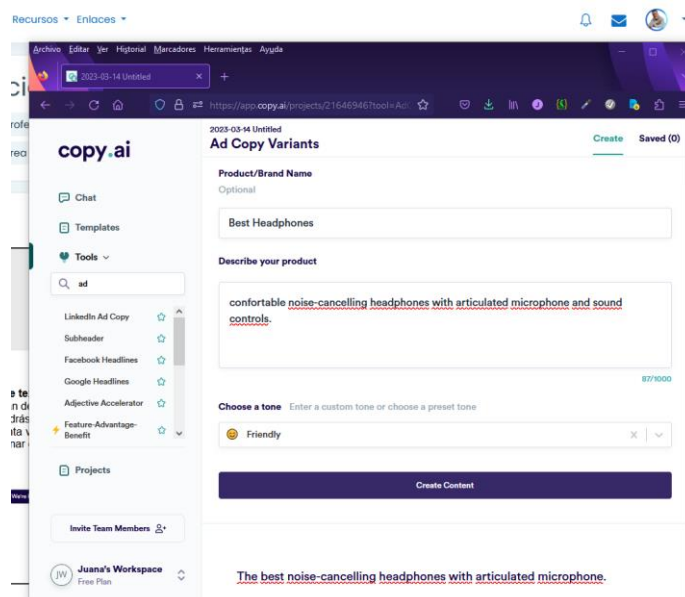 Recursos Enlaces
Archivo Editar Ver Historial Marcadores Herramientas Ayuda
2023-03-14 Untitled
https://app.copy.ai/projects/21646946?tool=Ad
copy.ai
Chat
Templates
Tools
ad
LinkedIn Ad Copy
Subheader
Facebook Headlines
Google Headlines
Adjective Accelerator
Feature-Advantage-
Benefit
Projects
Invite Team Members
JW
Juana's Workspace
Free Plan
2023-03-14 Untitled
Ad Copy Variants
Create Saved (0)
Product/Brand Name
Optional
Best Headphones
Describe your product
confortable noise-cancelling headphones with articulated microphone and sound
controls.
87/1000
Choose a tone Enter a custom tone or choose a preset tone
Friendly
Create Content
The best noise-cancelling headphones with articulated microphone.